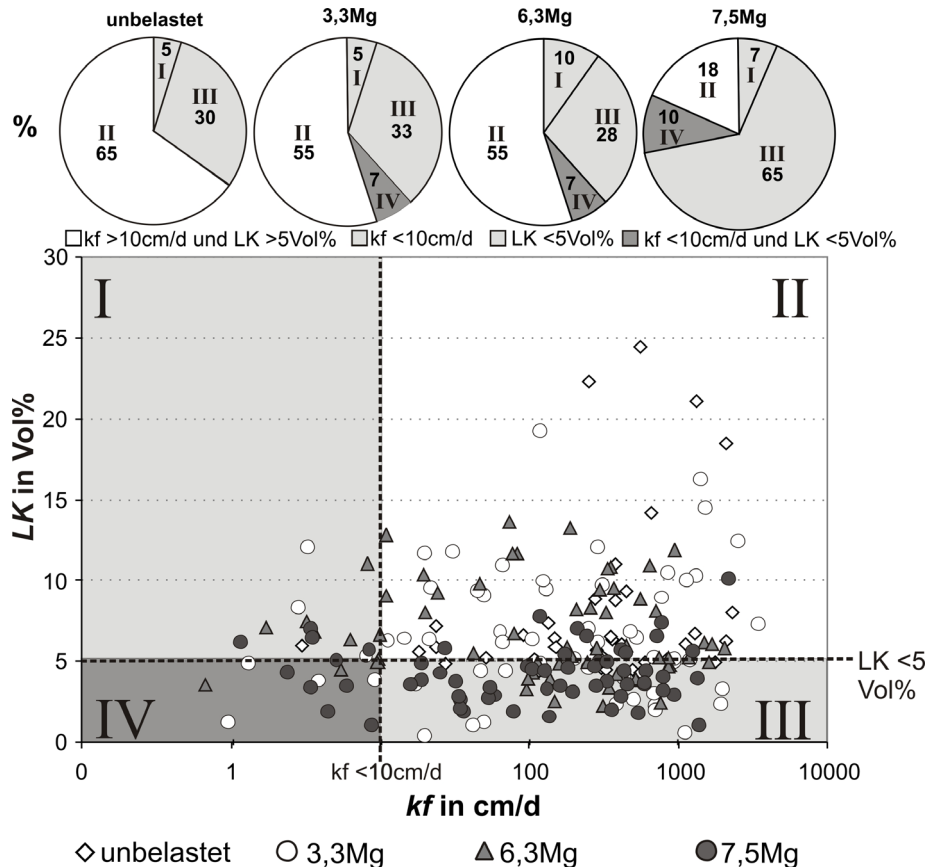 unbelastet 3,3Mg 6,3Mg 7,5Mg
%
5
I
III
30
II
65
5
I
III
33
II
55
7
IV
10
I
III
28
II
55
7
IV
7
I
18
II
10
IV
III
65
kf >10cm/d und LK >5Vol% kf <10cm/d LK <5Vol% kf <10cm/d und LK <5Vol%
30
25
20
15
10
5
0
LK in Vol%
I
II
IV
III
LK <5
Vol%
0 1 kf <10cm/d 100 1000 10000
kf in cm/d
unbelastet 3,3Mg 6,3Mg 7,5Mg